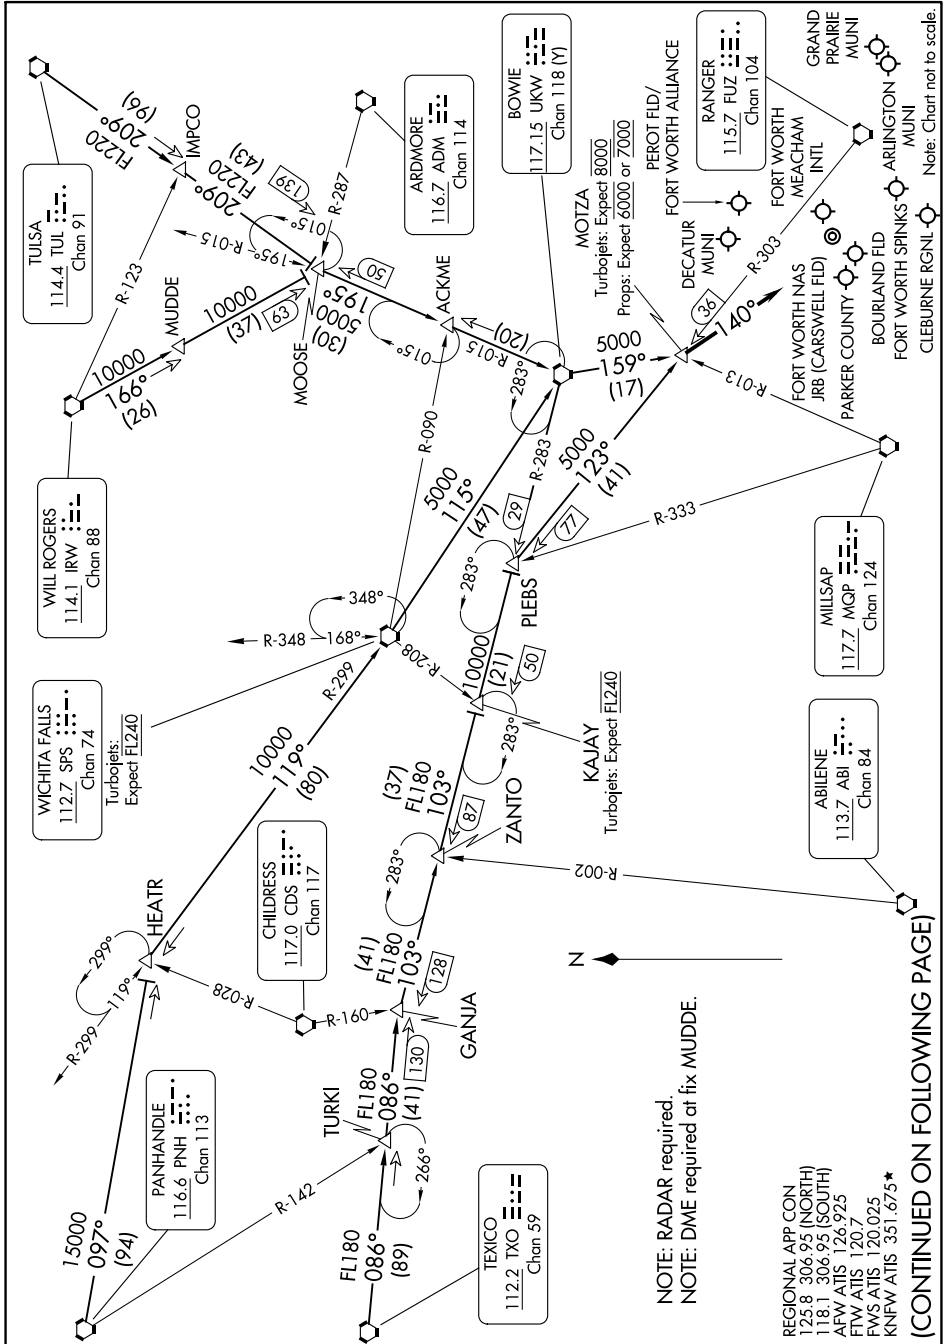 TULSA
114.4 TUL
Chan 91
FL220
209°
(96)
IMPCO
209°
FL220
(43)
139
R-123
WILL ROGERS
114.1 IRW
Chan 88
10000
166°
(26)
MUDDE
10000
(37)
63
R-015
195°
015°
MOOSE
R-287
ARDMORE
116.7 ADM
Chan 114
50
195°
5000
(30)
015°
ACKME
R-015
(20)
R-090
BOWIE
117.15 UKW
Chan 118 (Y)
283°
5000
159°
(17)
MOTZA
Turbojets: Expect 8000
Props: Expect 6000 or 7000
36
140°
R-303
RANGER
115.7 FUZ
Chan 104
PEROT FLD/
FORT WORTH ALLIANCE
DECATUR
MUNI
FORT WORTH
MEACHAM
INTL
GRAND
PRAIRIE
MUNI
ARLINGTON
MUNI
FORT WORTH NAS
JRB (CARSWELL FLD)
PARKER COUNTY
BOURLAND FLD
FORT WORTH SPINKS
CLEBURNE RGNL
Note: Chart not to scale.
WICHITA FALLS
112.7 SPS
Chan 74
Turbojets:
Expect FL240
R-348
168°
348°
R-299
R-208
5000
115°
(47)
10000
119°
(80)
HEATR
299°
119°
R-299
R-028
CHILDRESS
117.0 CDS
Chan 117
R-160
PANHANDLE
116.6 PNH
Chan 113
15000
097°
(94)
R-142
TEXICO
112.2 TXO
Chan 59
FL180
086°
(89)
TURKI
266°
FL180
086°
(41)
130
GANJA
128
(41)
FL180
103°
283°
ZANTO
87
(37)
FL180
103°
R-002
283°
KAJAY
Turbojets: Expect FL240
50
10000
(21)
283°
PLEBS
29
R-283
77
5000
123°
(41)
R-333
R-013
MILLSAP
117.7 MQP
Chan 124
ABILENE
113.7 ABI
Chan 84
N
NOTE: RADAR required.
NOTE: DME required at fix MUDDE.
REGIONAL APP CON
125.8 306.95 (NORTH)
118.1 306.95 (SOUTH)
AFW ATIS 126.925
FTW ATIS 120.7
FWS ATIS 120.025
KNFW ATIS 351.675★
(CONTINUED ON FOLLOWING PAGE)